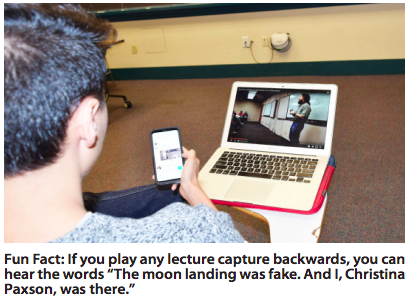 Fun Fact: If you play any lecture capture backwards, you can
hear the words “The moon landing was fake. And I, Christina
Paxson, was there.”